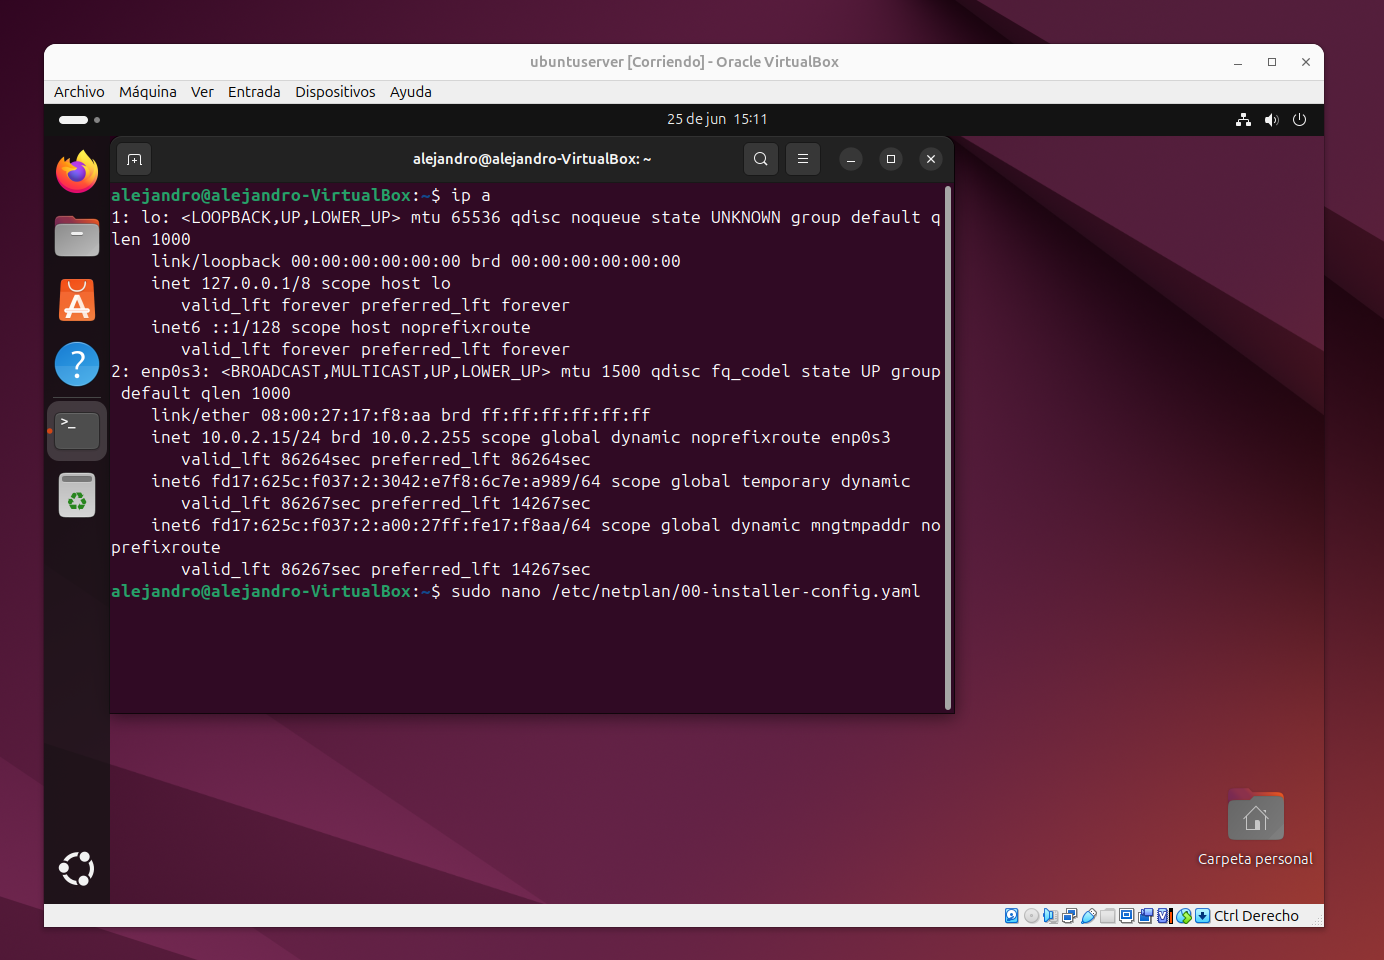 ubuntuserver [Corriendo] - Oracle VirtualBox
Archivo Máquina Ver Entrada Dispositivos Ayuda
25 de jun 15:11
alejandro@alejandro-VirtualBox: ~
alejandro@alejandro-VirtualBox:~$ ip a
1: lo: <LOOPBACK,UP,LOWER_UP> mtu 65536 qdisc noqueue state UNKNOWN group default q
len 1000
link/loopback 00:00:00:00:00:00 brd 00:00:00:00:00:00
inet 127.0.0.1/8 scope host lo
valid_lft forever preferred_lft forever
inet6 ::1/128 scope host noprefixroute
valid_lft forever preferred_lft forever
2: enp0s3: <BROADCAST,MULTICAST,UP,LOWER_UP> mtu 1500 qdisc fq_codel state UP group
default qlen 1000
link/ether 08:00:27:17:f8:aa brd ff:ff:ff:ff:ff:ff
inet 10.0.2.15/24 brd 10.0.2.255 scope global dynamic noprefixroute enp0s3
valid_lft 86264sec preferred_lft 86264sec
inet6 fd17:625c:f037:2:3042:e7f8:6c7e:a989/64 scope global temporary dynamic
valid_lft 86267sec preferred_lft 14267sec
inet6 fd17:625c:f037:2:a00:27ff:fe17:f8aa/64 scope global dynamic mngtmpaddr no
prefixroute
valid_lft 86267sec preferred_lft 14267sec
alejandro@alejandro-VirtualBox:~$ sudo nano /etc/netplan/00-installer-config.yaml
Carpeta personal
Ctrl Derecho